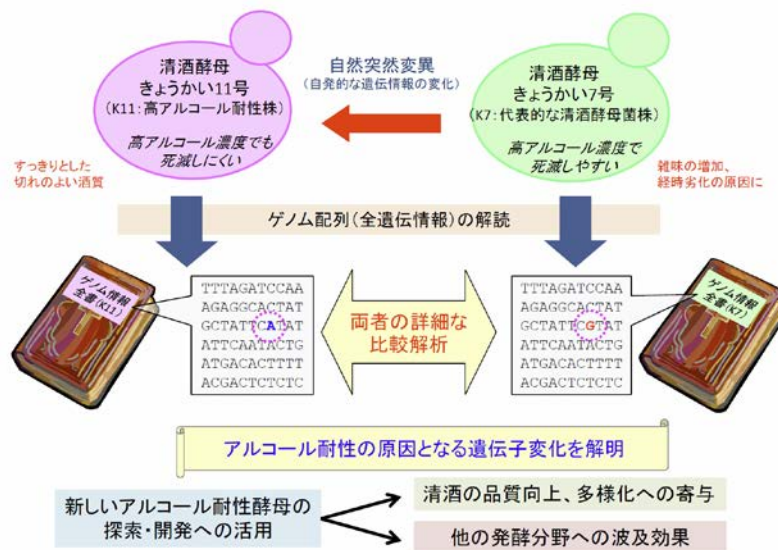 清酒酵母
きょうかい11号
(K11:高アルコール耐性株)
高アルコール濃度でも
死滅しにくい
自然突然変異
(自発的な遺伝情報の変化)
清酒酵母
きょうかい7号
(K7:代表的な清酒酵母菌株)
高アルコール濃度で
死滅しやすい
すっきりとした
切れのよい酒質
雑味の増加、
経時劣化の原因に
ゲノム配列(全遺伝情報)の解読
ゲノム情報
全書(K11)
TTTAGATCCAA
AGAGGCACTAT
GCTATTCATAT
ATTCAATACTG
ATGACACTTTT
ACGACTCTCTC
両者の詳細な
比較解析
TTTAGATCCAA
AGAGGCACTAT
GCTATTCGTAT
ATTCAATACTG
ATGACACTTTT
ACGACTCTCTC
ゲノム情報
全書(K7)
アルコール耐性の原因となる遺伝子変化を解明
新しいアルコール耐性酵母の
探索・開発への活用
清酒の品質向上、多様化への寄与
他の発酵分野への波及効果